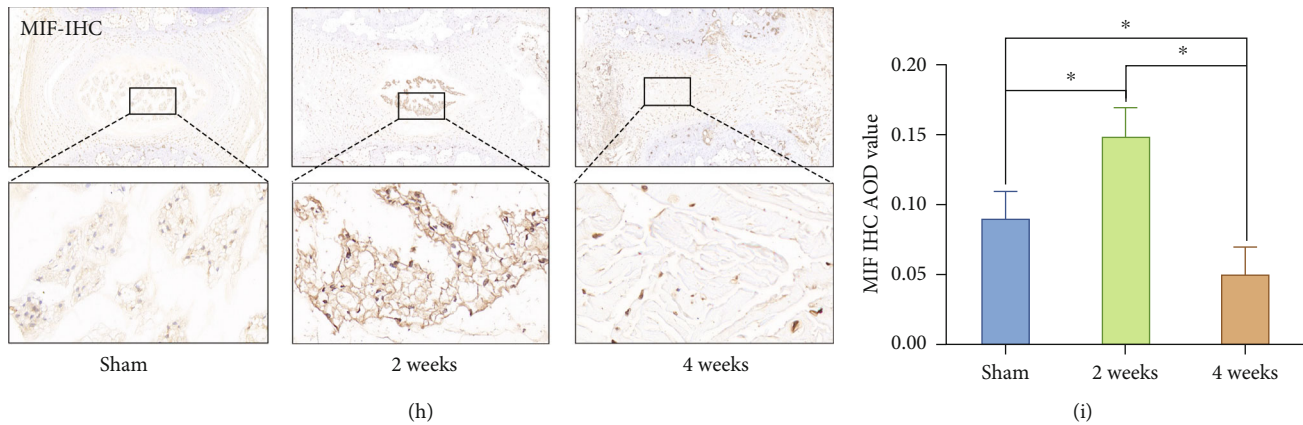 MIF-IHC
Sham
2 weeks
4 weeks
(h)
MIF IHC AOD value
0.20
0.15
0.10
0.05
0.00
*
*
*
Sham
2 weeks
4 weeks
(i)